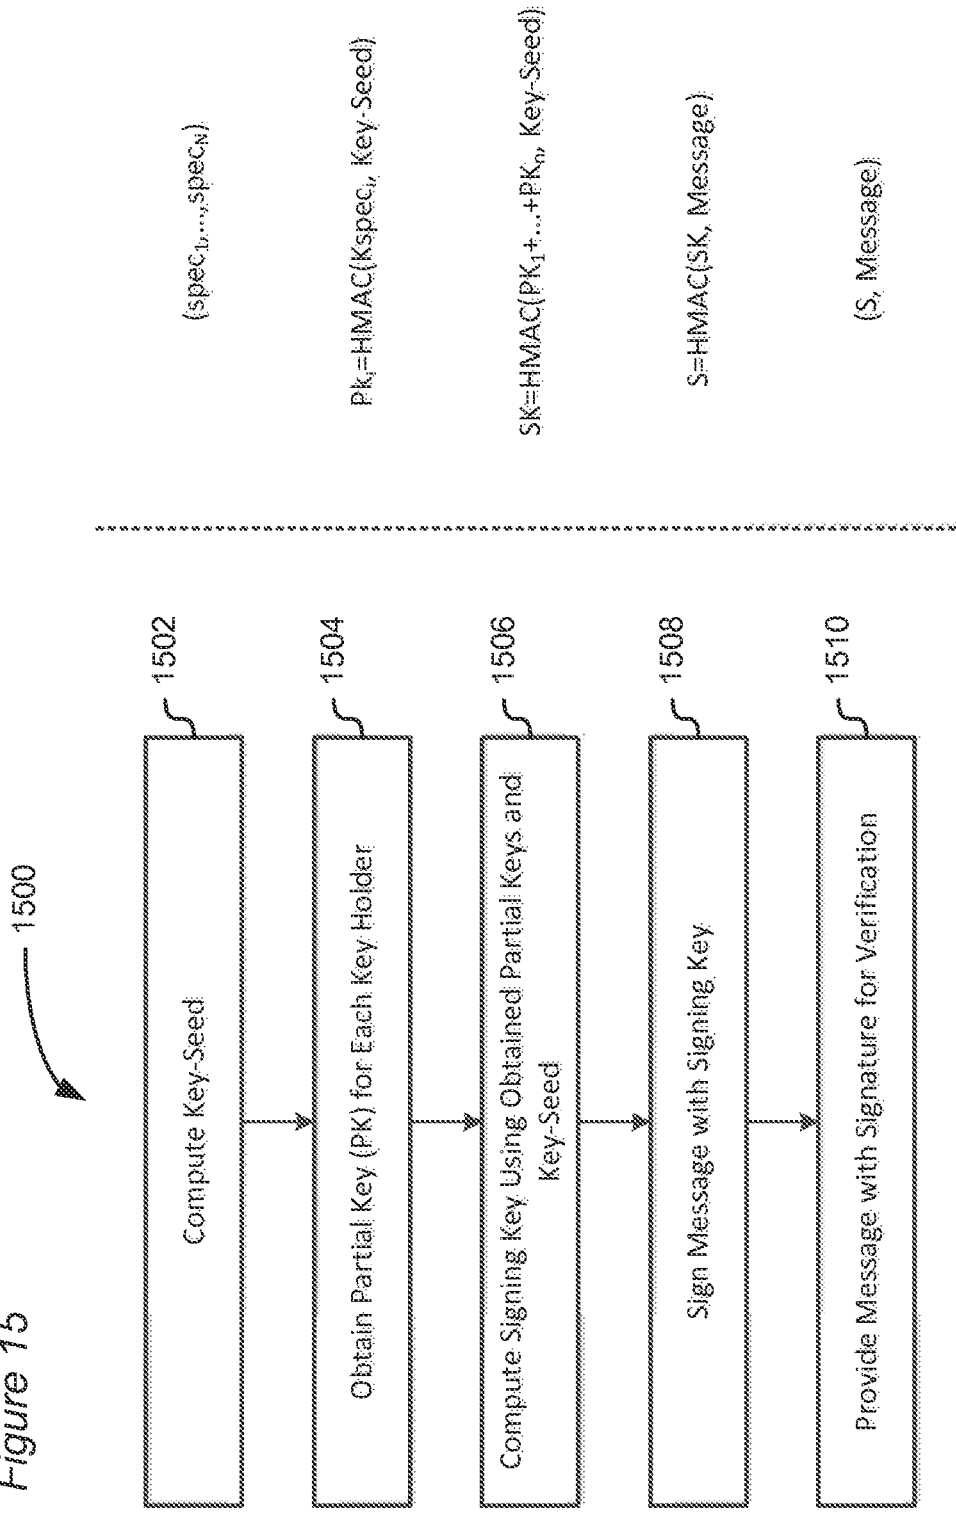 Figure 15
1500
Compute Key-Seed
1502
(spec₁,...,spec_N)
Obtain Partial Key (PK) for Each Key Holder
1504
Pkᵢ=HMAC(Kspecᵢ, Key-Seed)
Compute Signing Key Using Obtained Partial Keys and
Key-Seed
1506
SK=HMAC(PK₁+...+PKₙ, Key-Seed)
Sign Message with Signing Key
1508
S=HMAC(SK, Message)
Provide Message with Signature for Verification
1510
(S, Message)